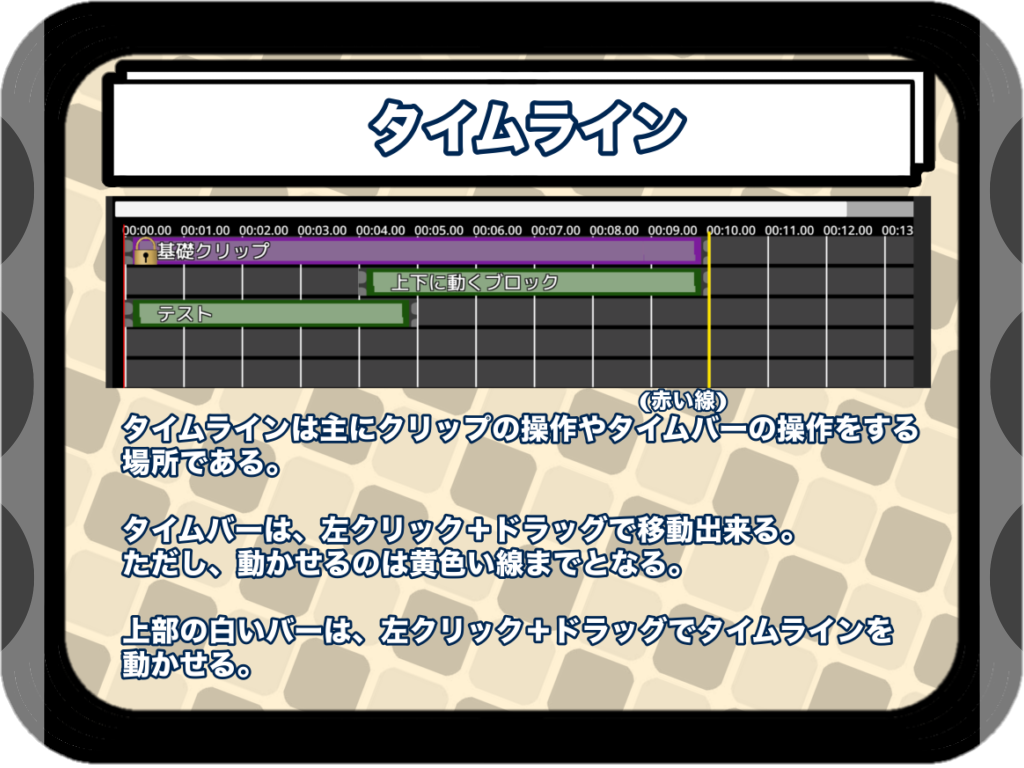 タイムライン
00:00.00 00:01.00 00:02.00 00:03.00 00:04.00 00:05.00 00:06.00 00:07.00 00:08.00 00:09.00 00:10.00 00:11.00 00:12.00 00:13
基礎クリップ
上下に動くブロック
テスト
(赤い線)
タイムラインは主にクリップの操作やタイムバーの操作をする
場所である。
タイムバーは、左クリック＋ドラッグで移動出来る。
ただし、動かせるのは黄色い線までとなる。
上部の白いバーは、左クリック＋ドラッグでタイムラインを
動かせる。